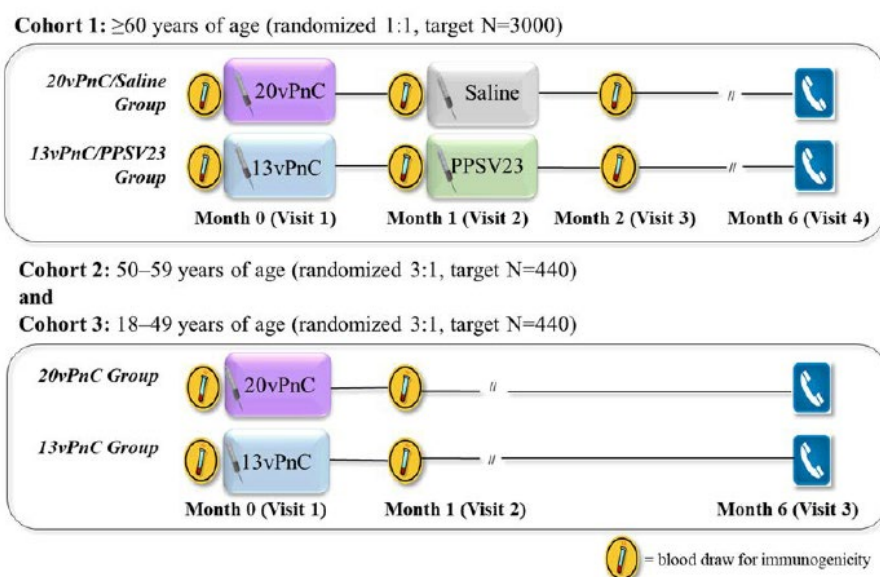 Cohort 1: ≥60 years of age (randomized 1:1, target N=3000)
20vPnC/Saline
Group
20vPnC
Saline
//
13vPnC/PPSV23
Group
13vPnC
PPSV23
//
Month 0 (Visit 1)
Month 1 (Visit 2)
Month 2 (Visit 3)
Month 6 (Visit 4)
Cohort 2: 50–59 years of age (randomized 3:1, target N=440)
and
Cohort 3: 18–49 years of age (randomized 3:1, target N=440)
20vPnC Group
20vPnC
//
13vPnC Group
13vPnC
//
Month 0 (Visit 1)
Month 1 (Visit 2)
Month 6 (Visit 3)
= blood draw for immunogenicity